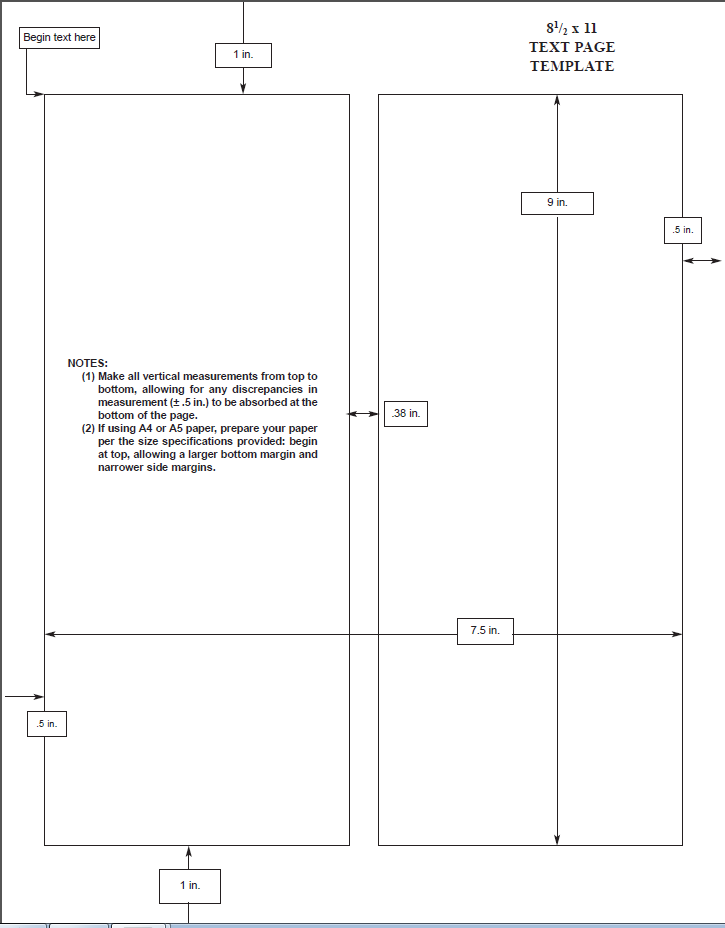 Begin text here
1 in.
8 1/2 x 11
TEXT PAGE
TEMPLATE
9 in.
.5 in.
NOTES:
(1) Make all vertical measurements from top to
bottom, allowing for any discrepancies in
measurement (± .5 in.) to be absorbed at the
bottom of the page.
(2) If using A4 or A5 paper, prepare your paper
per the size specifications provided: begin
at top, allowing a larger bottom margin and
narrower side margins.
.38 in.
7.5 in.
.5 in.
1 in.